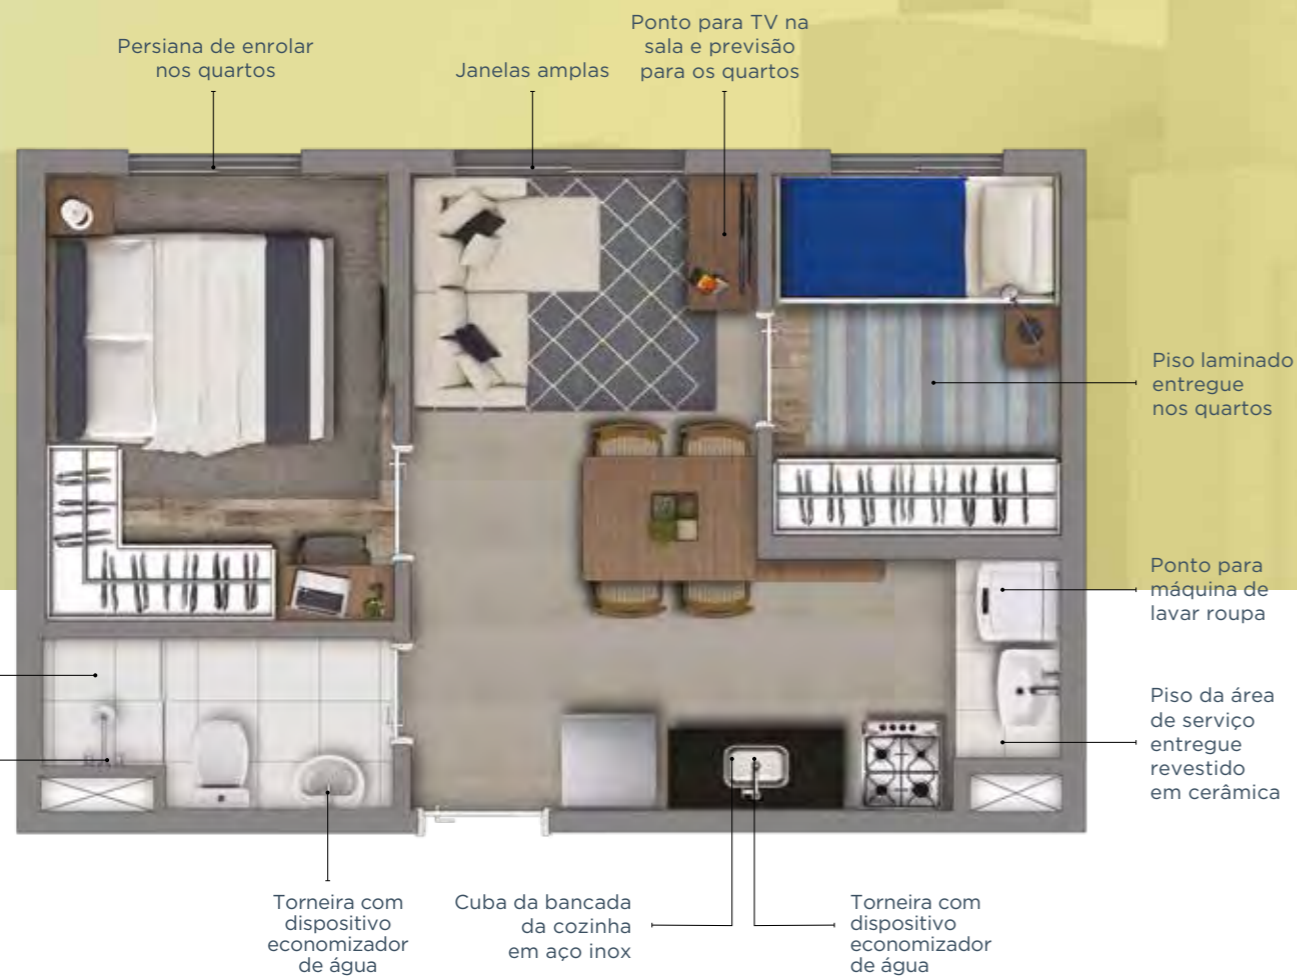 Persiana de enrolar
nos quartos
Janelas amplas
Ponto para TV na
sala e previsão
para os quartos
Piso laminado
entregue
nos quartos
Ponto para
máquina de
lavar roupa
Piso da área
de serviço
entregue
revestido
em cerâmica
Torneira com
dispositivo
economizador
de água
Cuba da bancada
da cozinha
em aço inox
Torneira com
dispositivo
economizador
de água